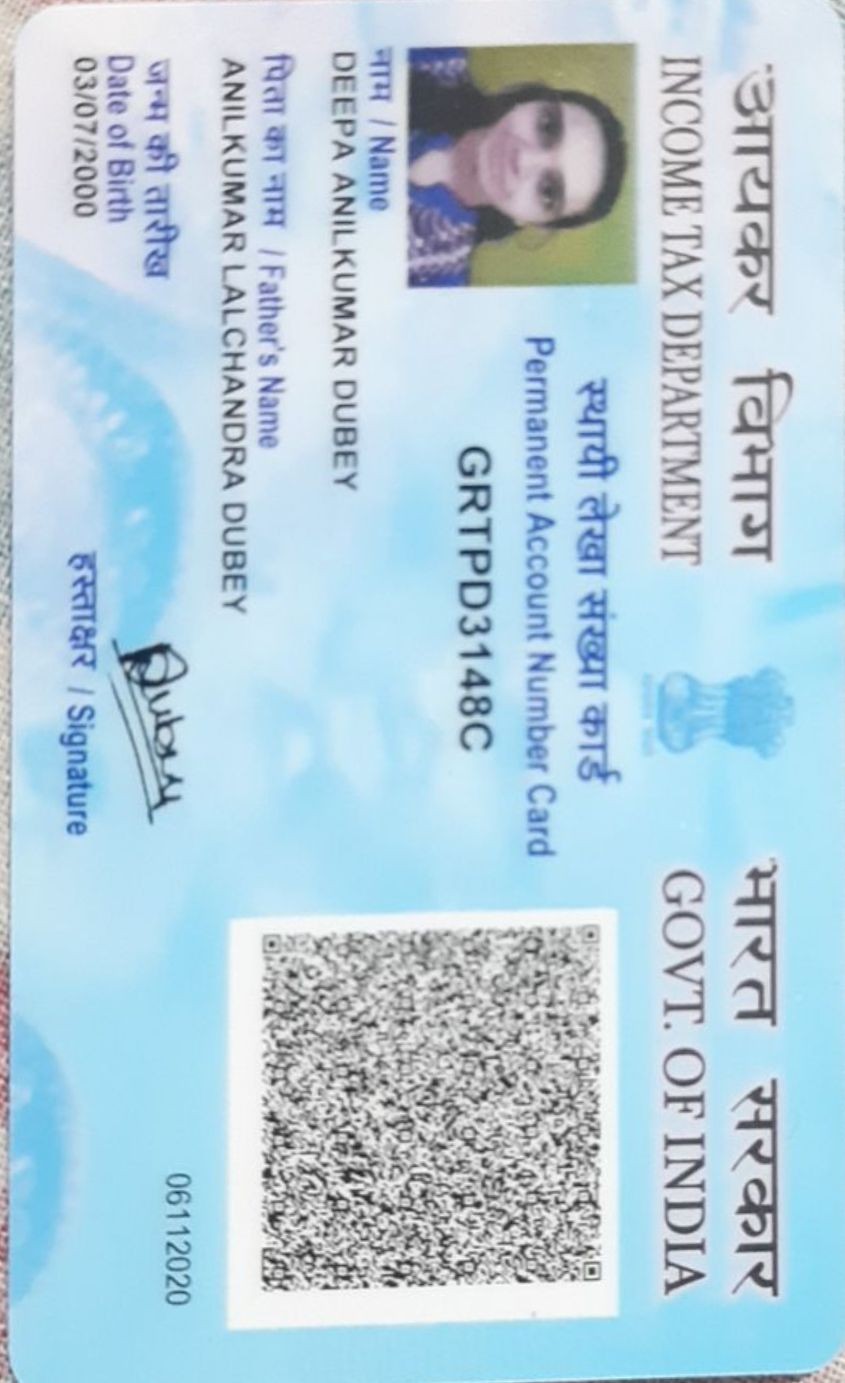 आयकर विभाग
INCOME TAX DEPARTMENT
भारत सरकार
GOVT. OF INDIA
स्थायी लेखा संख्या कार्ड
Permanent Account Number Card
GRTPD3148C
नाम / Name
DEEPA ANILKUMAR DUBEY
पिता का नाम / Father's Name
ANILKUMAR LALCHANDRA DUBEY
जन्म की तारीख
Date of Birth
03/07/2000
Dubey
हस्ताक्षर / Signature
06112020